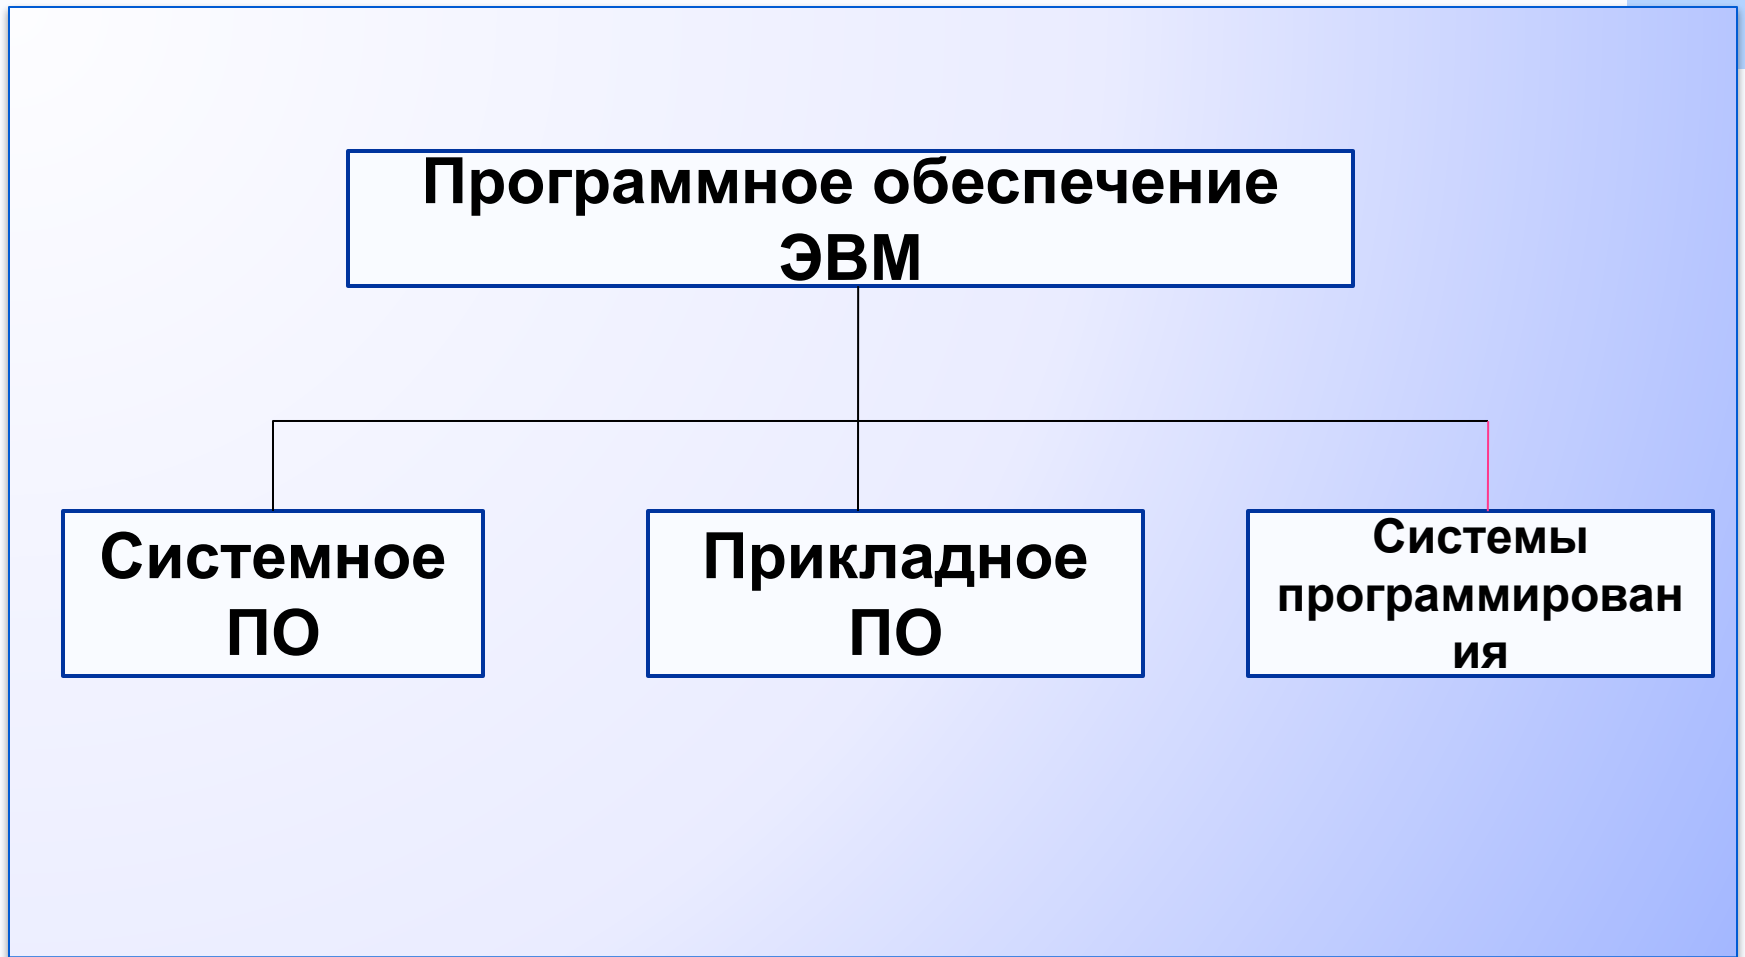 Программное обеспечение
ЭВМ
Системное
ПО
Прикладное
ПО
Системы
программирован
ия